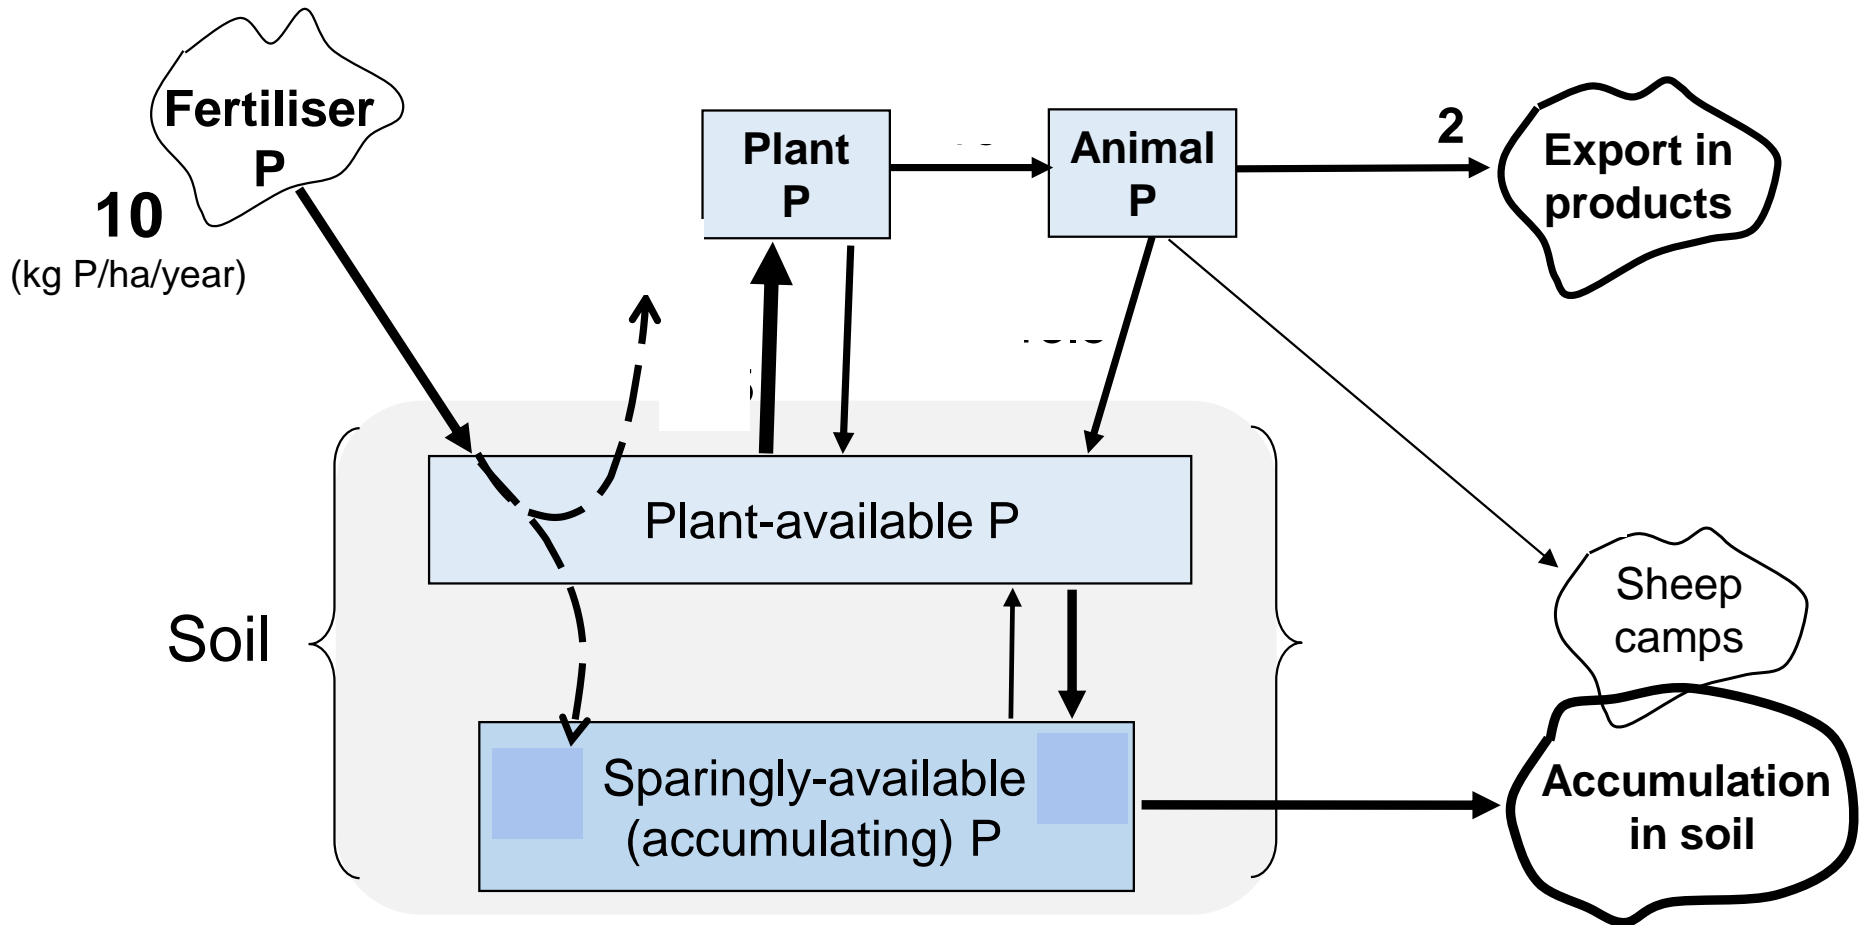 Fertiliser
P
10
(kg P/ha/year)
Plant
P
Animal
P
2
Export in
products
Plant-available P
Soil
Sheep
camps
Sparingly-available
(accumulating) P
Accumulation
in soil